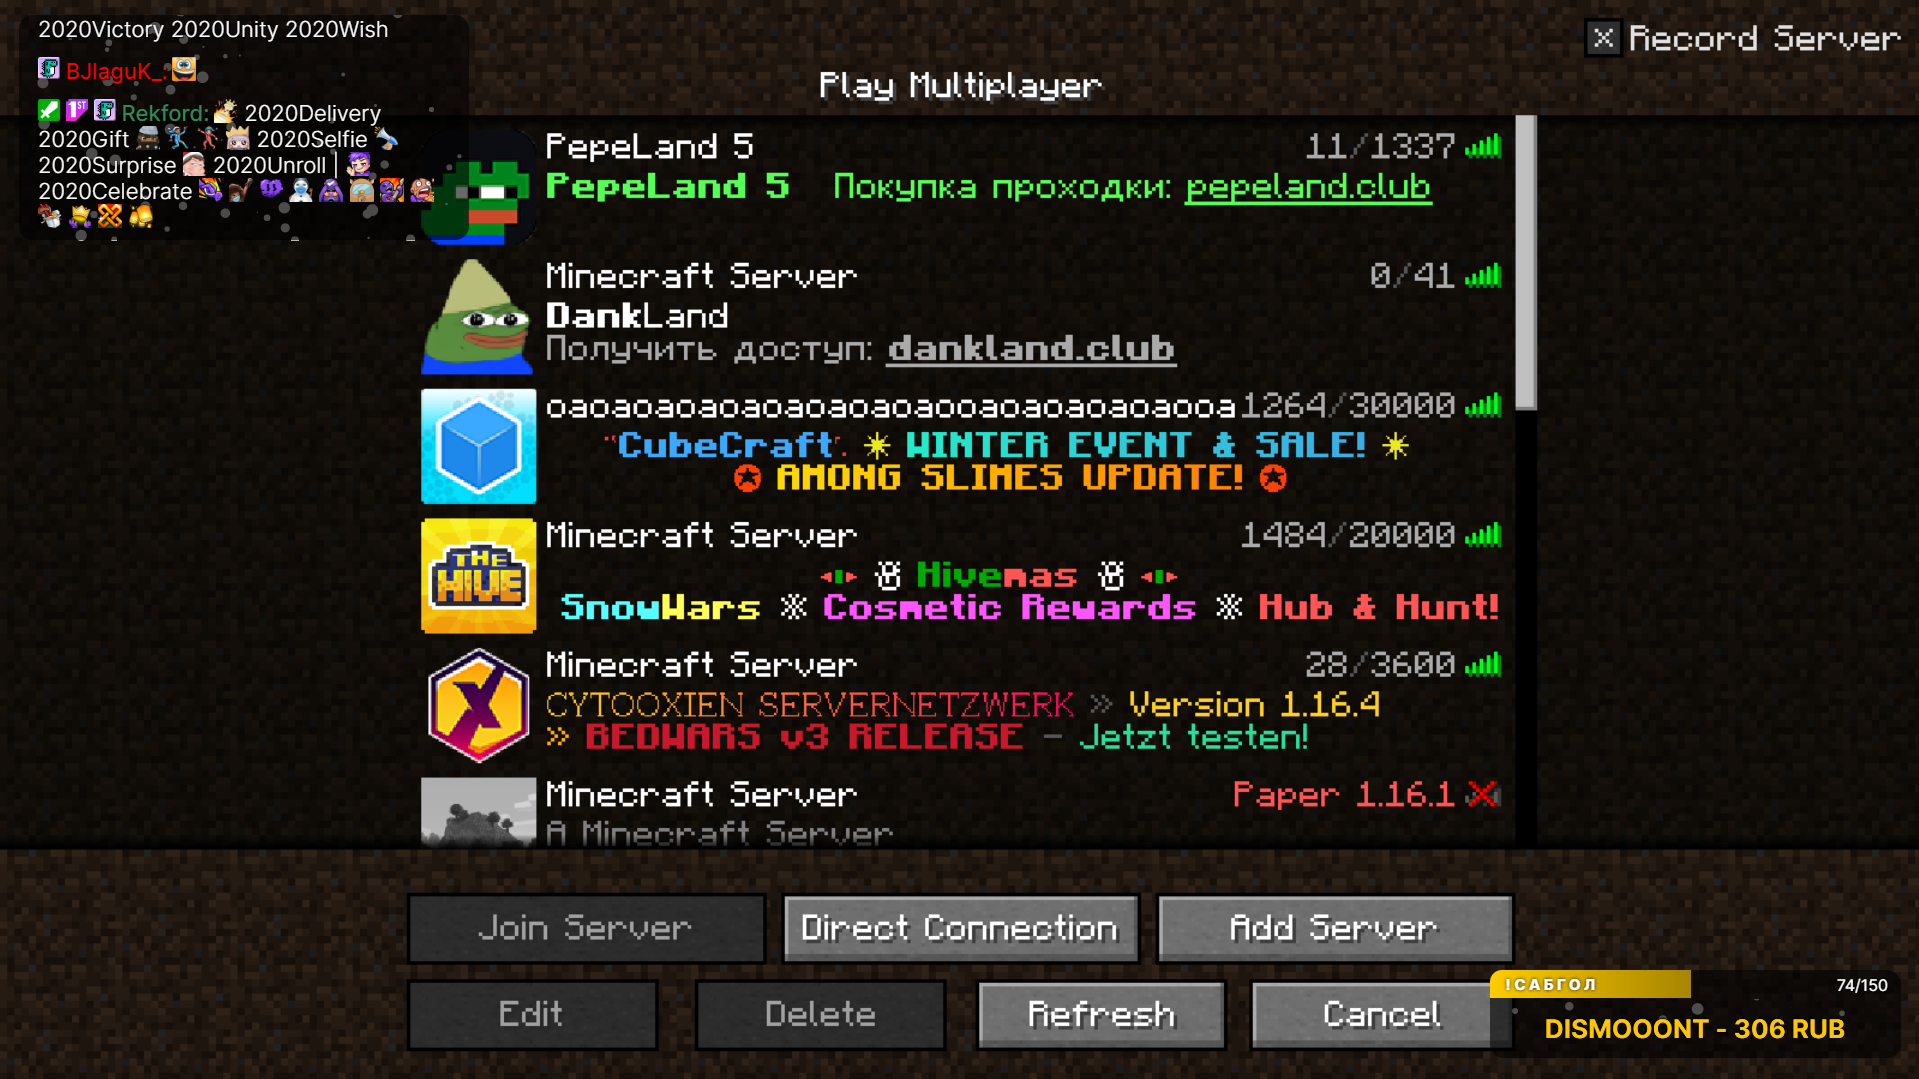 2020Victory 2020Unity 2020Wish
BJlaguK_:
Rekford: 2020Delivery
2020Gift 2020Selfie
2020Surprise 2020Unroll |
2020Celebrate
Record Server
Play Multiplayer
PepeLand 5 11/1337
PepeLand 5 Покупка проходки: pepeland.club
Minecraft Server 0/41
DankLand
Получить доступ: dankland.club
oaoaoaoaoaoaoaoaoaooaoaoaoaoaooa 1264/30000
CubeCraft WINTER EVENT & SALE!
AMONG SLIMES UPDATE!
THE HIVE
Minecraft Server 1484/20000
Hivemas
SnowWars Cosmetic Rewards Hub & Hunt!
Minecraft Server 28/3600
CYTOOXIEN SERVERNETZWERK » Version 1.16.4
» BEDWARS v3 RELEASE – Jetzt testen!
Minecraft Server Paper 1.16.1
A Minecraft Server
Join Server Direct Connection Add Server
Edit Delete Refresh Cancel
!САБГОЛ 74/150
DISMOOONT - 306 RUB